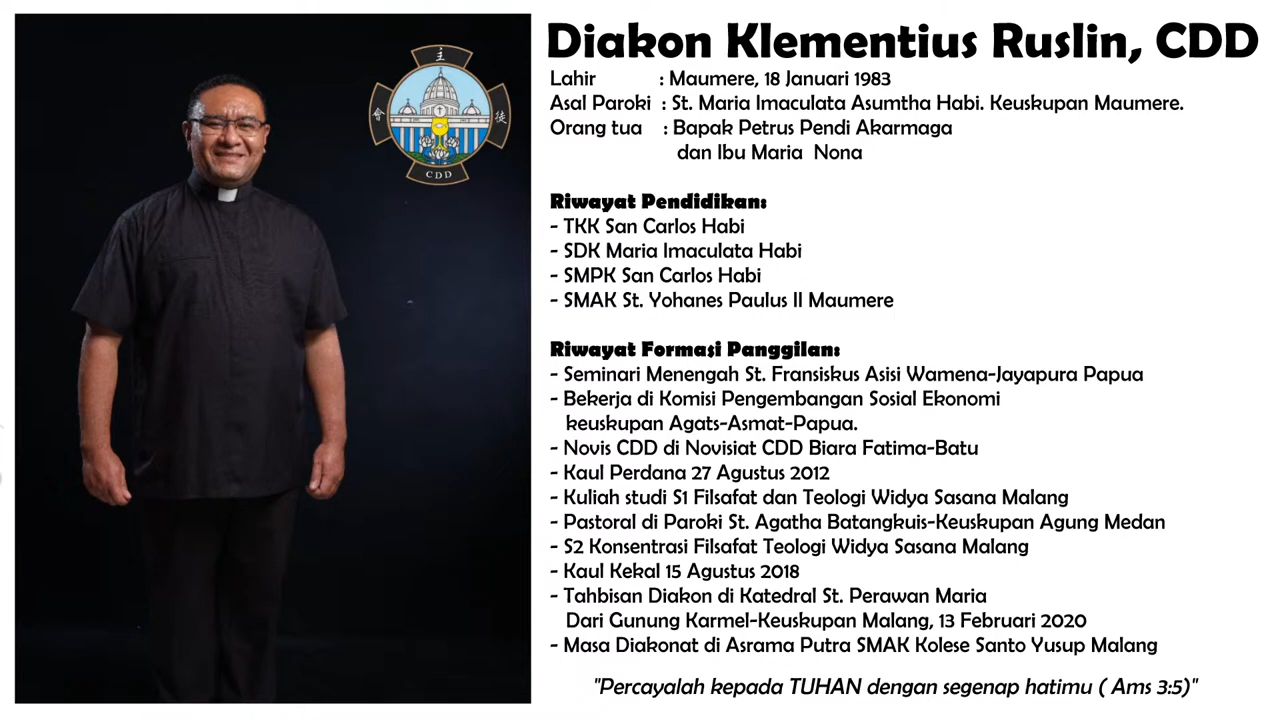 主
會
徒
CDD
Diakon Klementius Ruslin, CDD
Lahir : Maumere, 18 Januari 1983
Asal Paroki : St. Maria Imaculata Asumtha Habi. Keuskupan Maumere.
Orang tua : Bapak Petrus Pendi Akarmaga
dan Ibu Maria Nona
Riwayat Pendidikan:
- TKK San Carlos Habi
- SDK Maria Imaculata Habi
- SMPK San Carlos Habi
- SMAK St. Yohanes Paulus II Maumere
Riwayat Formasi Panggilan:
- Seminari Menengah St. Fransiskus Asisi Wamena-Jayapura Papua
- Bekerja di Komisi Pengembangan Sosial Ekonomi
keuskupan Agats-Asmat-Papua.
- Novis CDD di Novisiat CDD Biara Fatima-Batu
- Kaul Perdana 27 Agustus 2012
- Kuliah studi S1 Filsafat dan Teologi Widya Sasana Malang
- Pastoral di Paroki St. Agatha Batangkuis-Keuskupan Agung Medan
- S2 Konsentrasi Filsafat Teologi Widya Sasana Malang
- Kaul Kekal 15 Agustus 2018
- Tahbisan Diakon di Katedral St. Perawan Maria
Dari Gunung Karmel-Keuskupan Malang, 13 Februari 2020
- Masa Diakonat di Asrama Putra SMAK Kolese Santo Yusup Malang
"Percayalah kepada TUHAN dengan segenap hatimu ( Ams 3:5)"